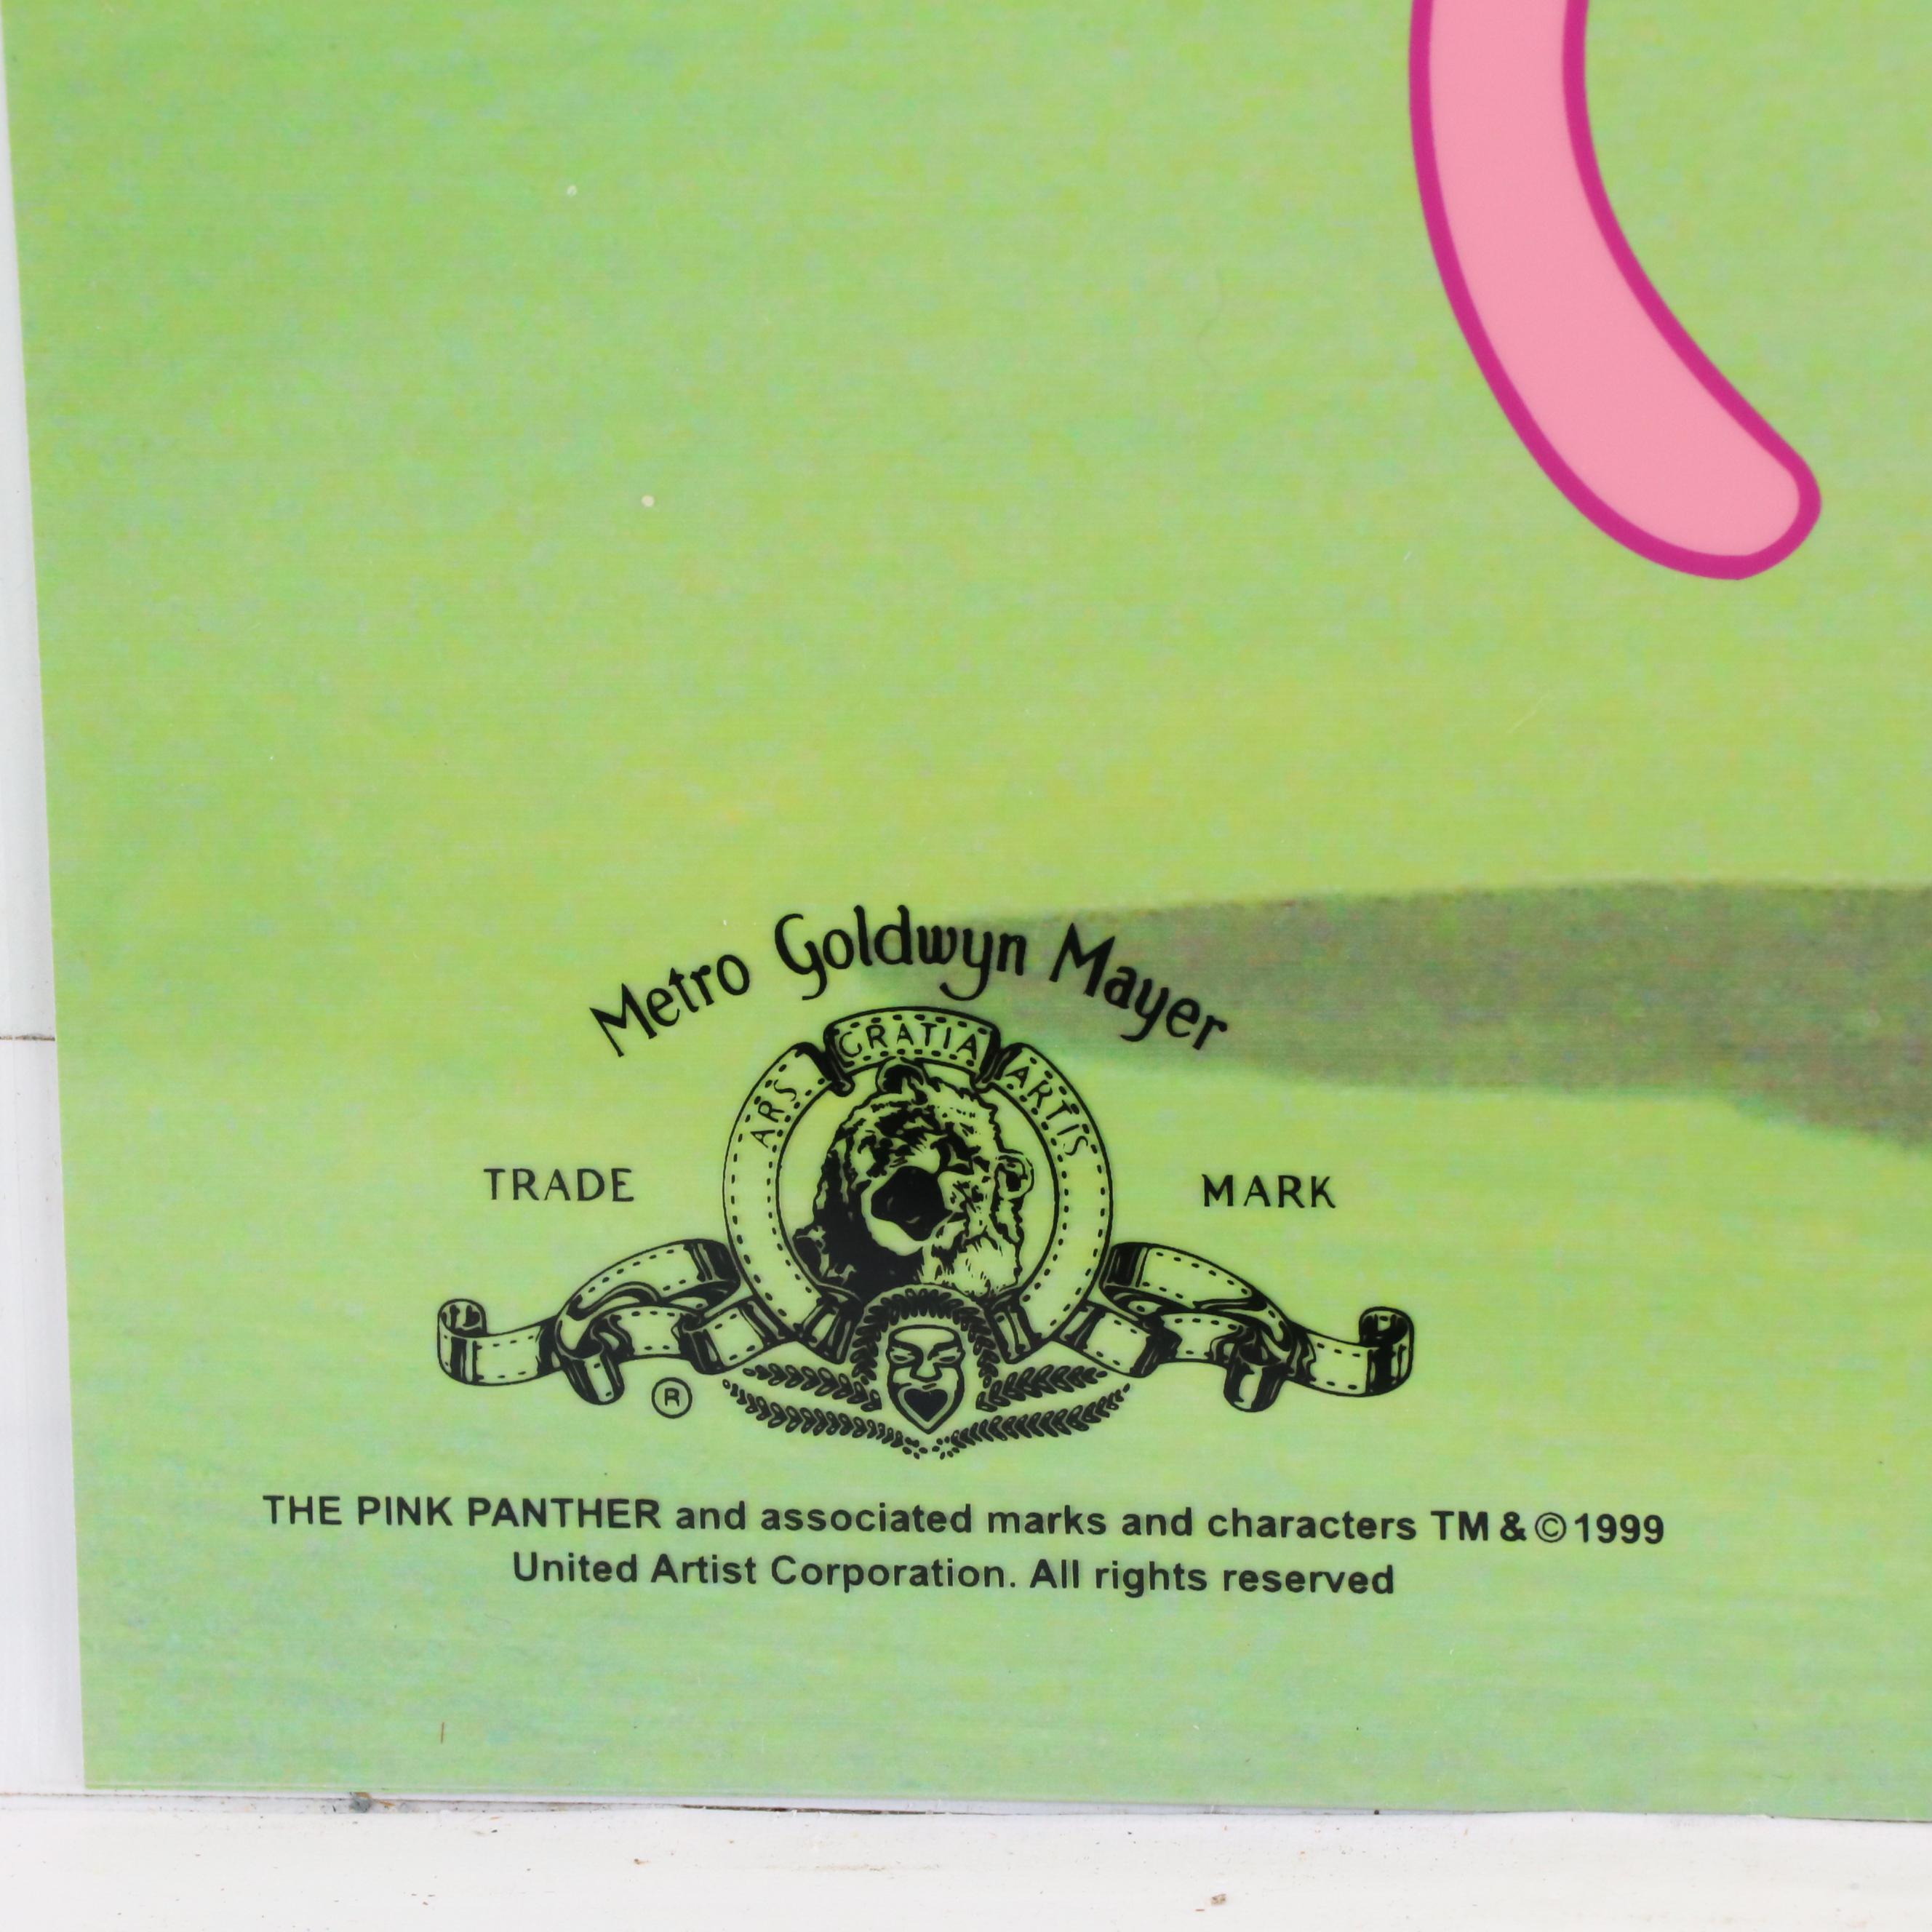 Metro Goldwyn Mayer
ARS GRATIA ARTIS
TRADE MARK
®
THE PINK PANTHER and associated marks and characters TM & © 1999
United Artist Corporation. All rights reserved